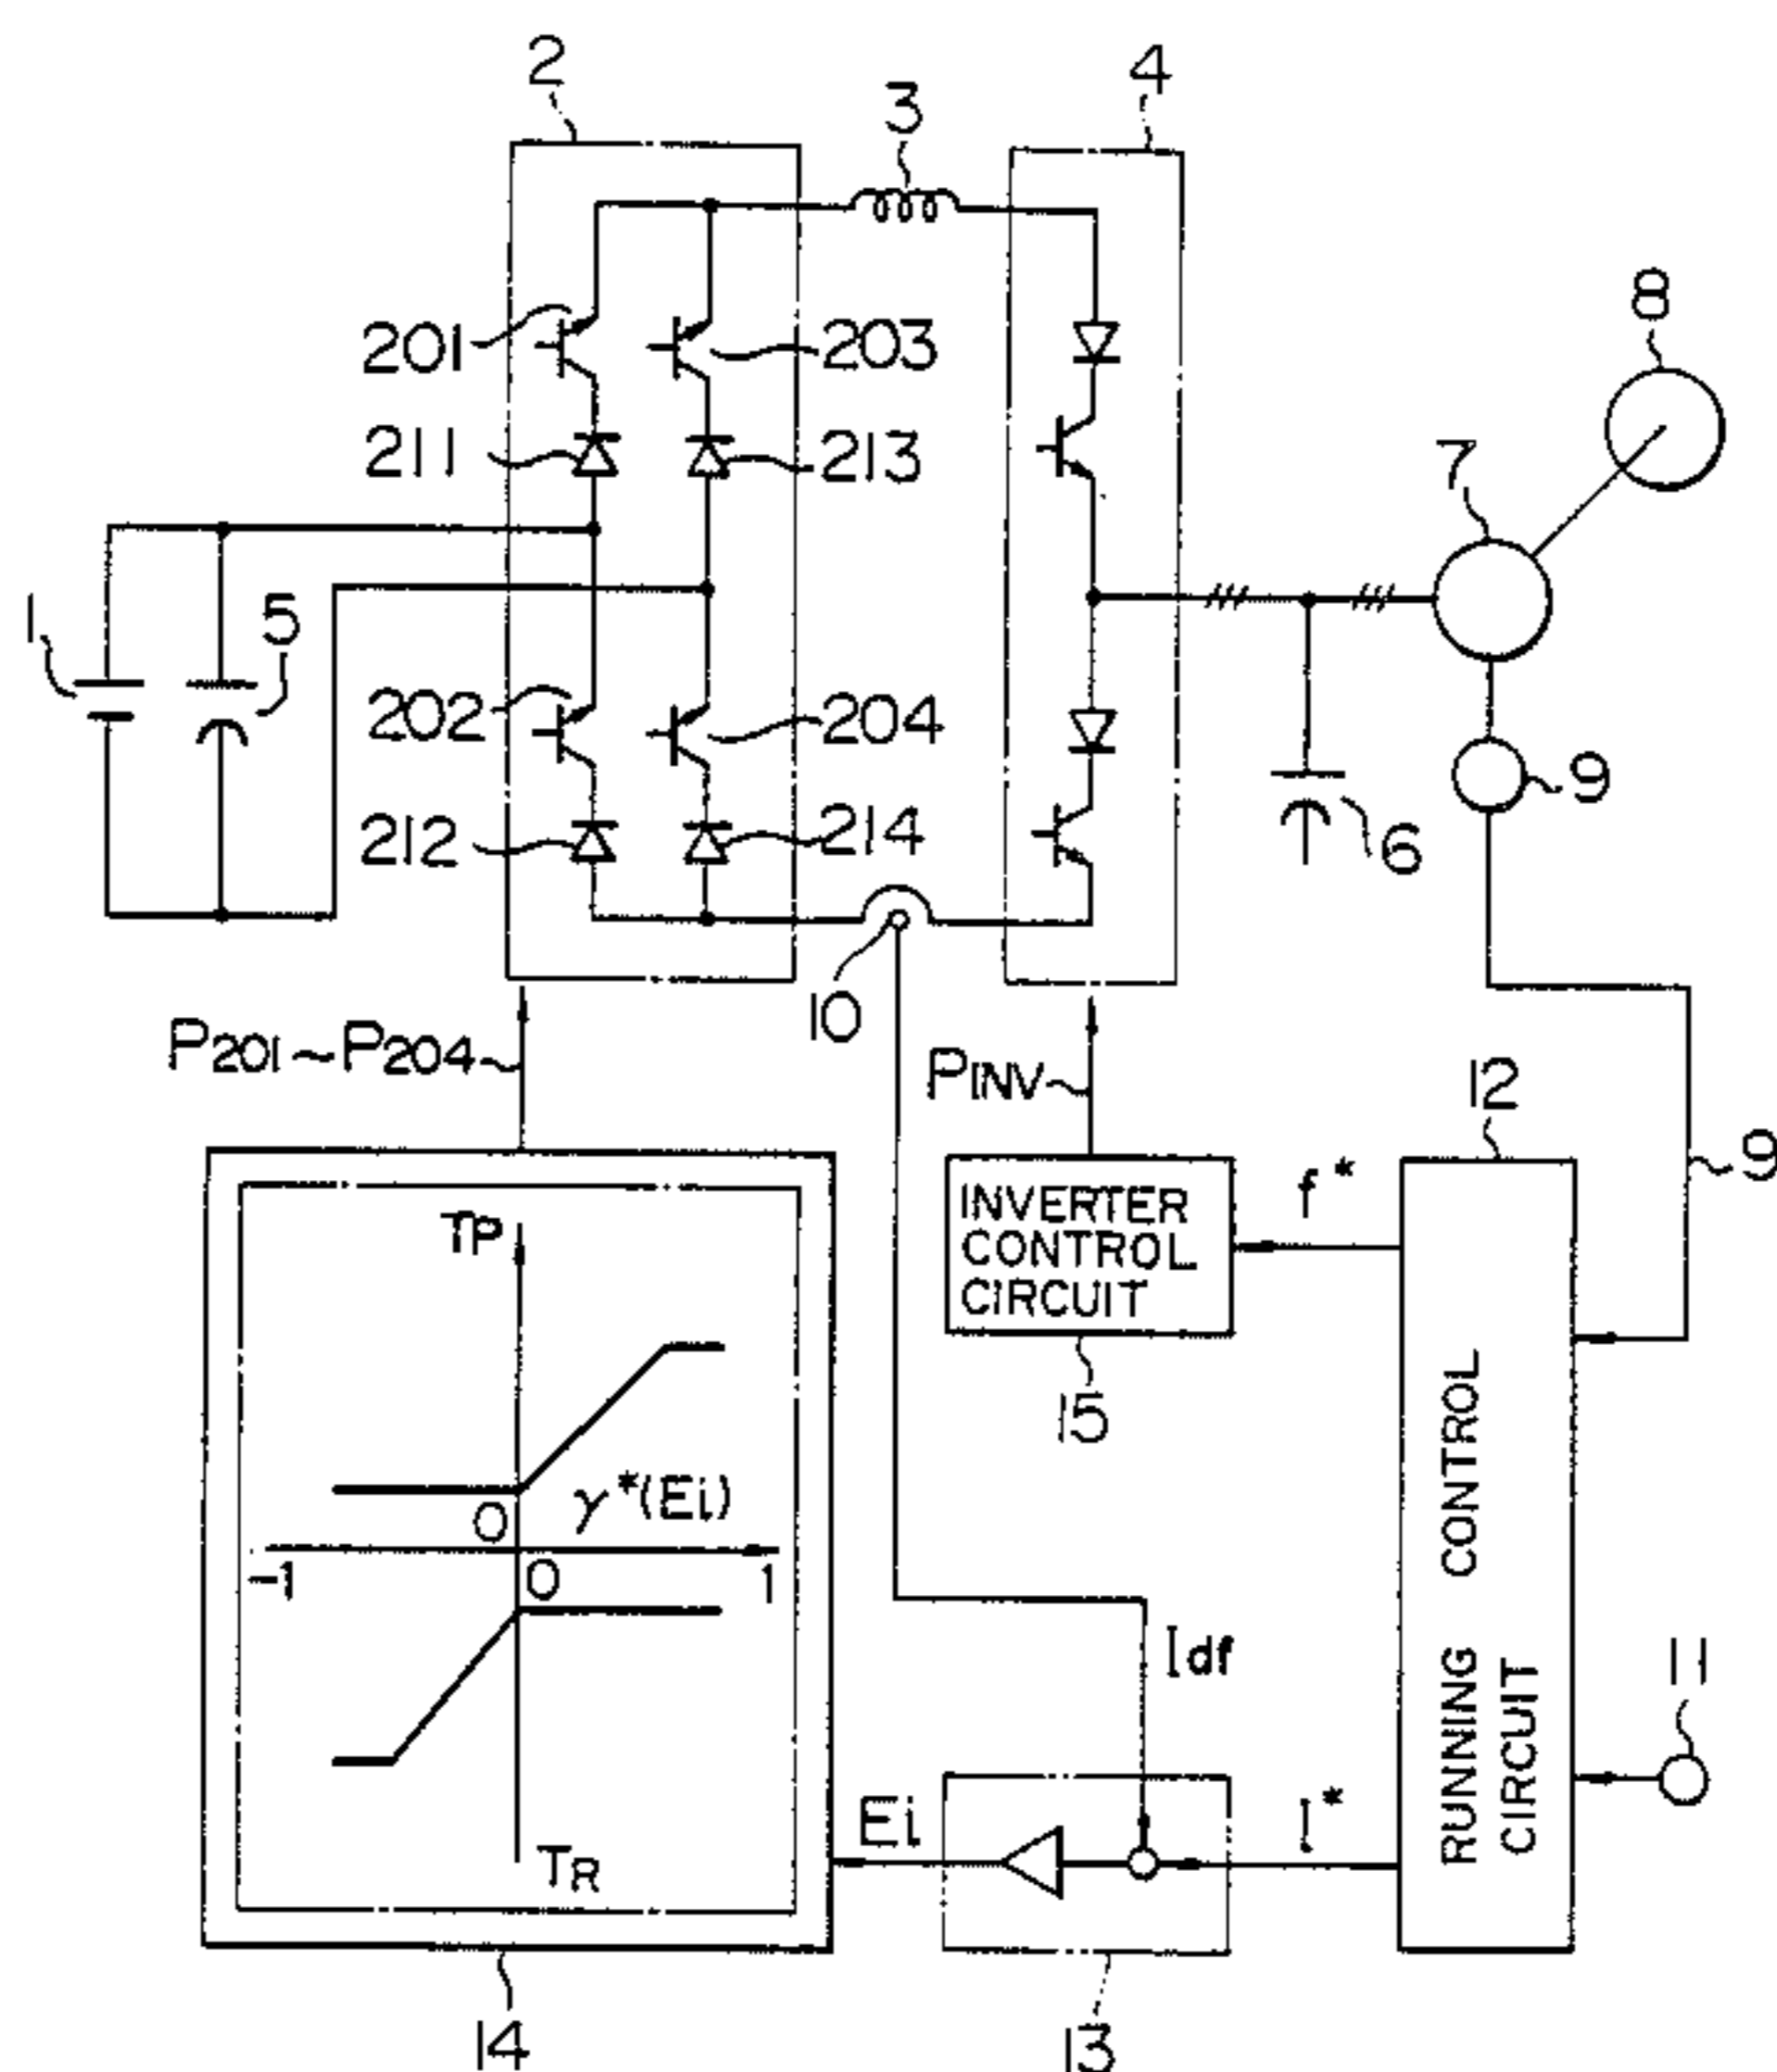 2
3
4
201
203
8
211
213
7
1
5
202
204
9
212
214
6
10
P201~P204
PINV
12
9
INVERTER
CONTROL
CIRCUIT
f*
TP
15
RUNNING CONTROL
CIRCUIT
0
γ*(Ei)
-1
0
1
Idf
11
Ei
I*
TR
14
13